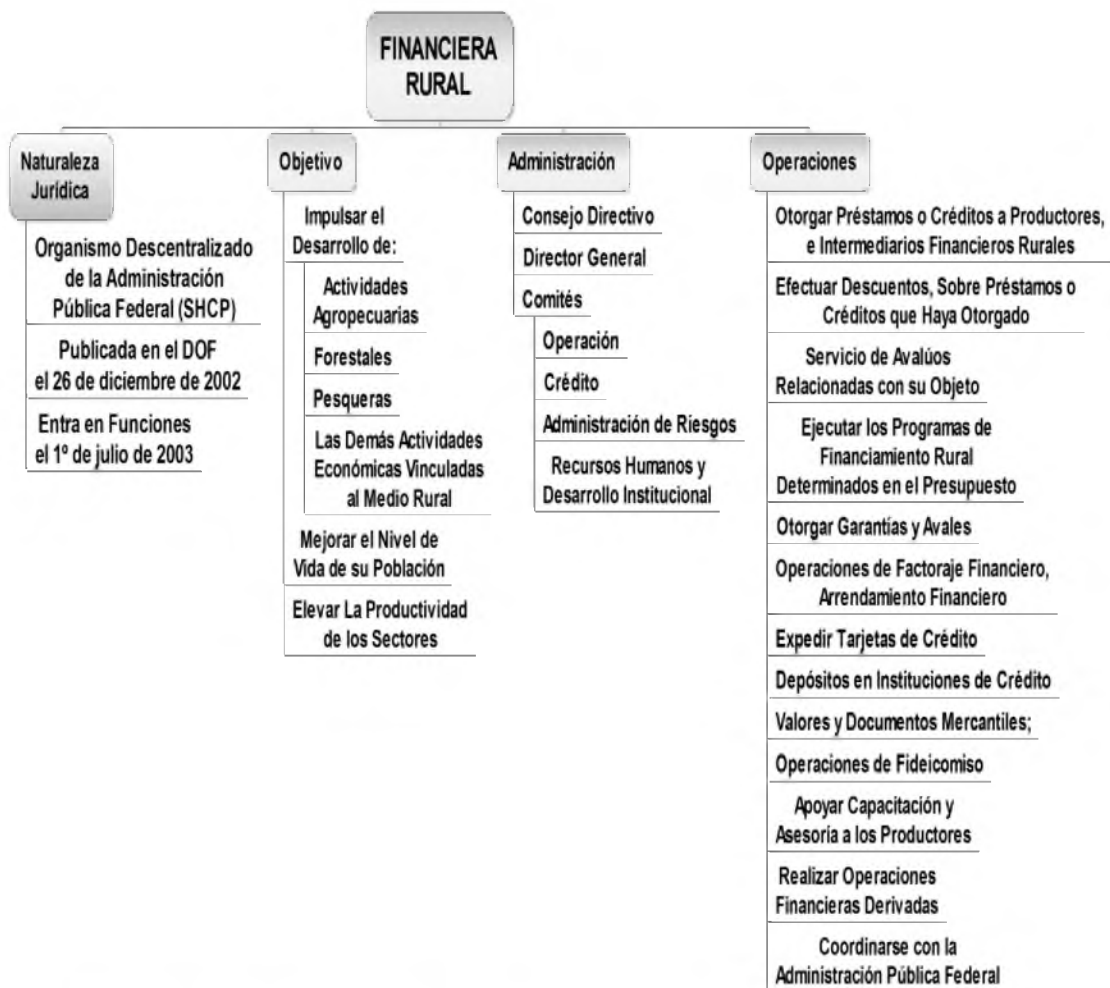 FINANCIERA
RURAL
Naturaleza
Jurídica
Organismo Descentralizado
de la Administración
Pública Federal (SHCP)
Publicada en el DOF
el 26 de diciembre de 2002
Entra en Funciones
el 1º de julio de 2003
Objetivo
Impulsar el
Desarrollo de:
Actividades
Agropecuarias
Forestales
Pesqueras
Las Demás Actividades
Económicas Vinculadas
al Medio Rural
Mejorar el Nivel de
Vida de su Población
Elevar La Productividad
de los Sectores
Administración
Consejo Directivo
Director General
Comités
Operación
Crédito
Administración de Riesgos
Recursos Humanos y
Desarrollo Institucional
Operaciones
Otorgar Préstamos o Créditos a Productores,
e Intermediarios Financieros Rurales
Efectuar Descuentos, Sobre Préstamos o
Créditos que Haya Otorgado
Servicio de Avalúos
Relacionadas con su Objeto
Ejecutar los Programas de
Financiamiento Rural
Determinados en el Presupuesto
Otorgar Garantías y Avales
Operaciones de Factoraje Financiero,
Arrendamiento Financiero
Expedir Tarjetas de Crédito
Depósitos en Instituciones de Crédito
Valores y Documentos Mercantiles;
Operaciones de Fideicomiso
Apoyar Capacitación y
Asesoría a los Productores
Realizar Operaciones
Financieras Derivadas
Coordinarse con la
Administración Pública Federal